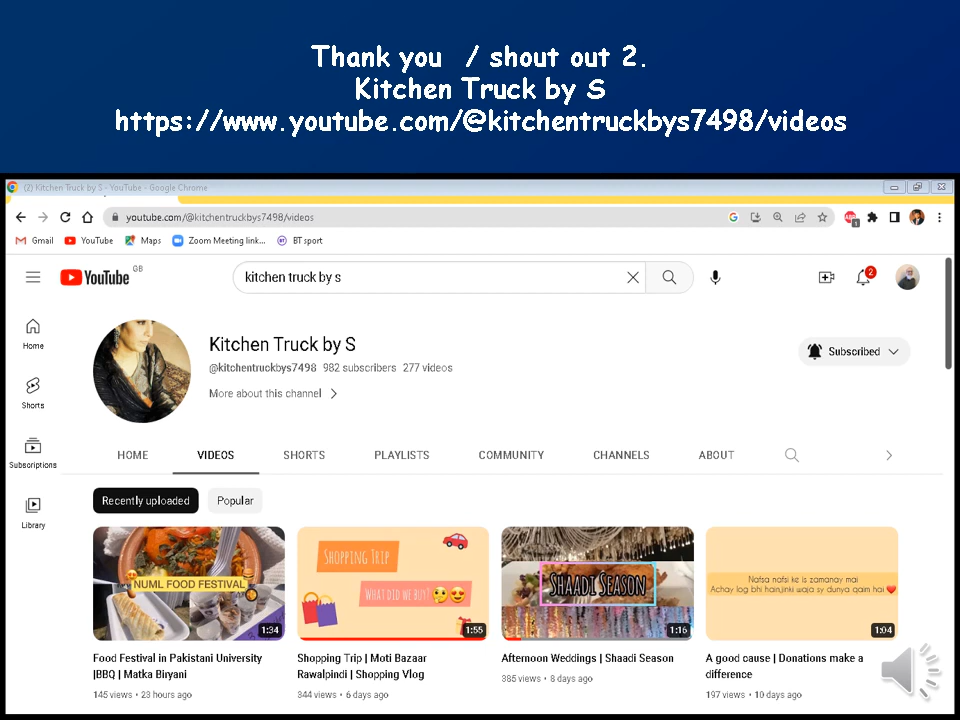 Thank you / shout out 2.
Kitchen Truck by S
https://www.youtube.com/@kitchentruckbys7498/videos
(2) Kitchen Truck by S - YouTube - Google Chrome
youtube.com/@kitchentruckbys7498/videos
Gmail YouTube Maps Zoom Meeting link... BT sport
YouTube GB
kitchen truck by s
2
Home
Shorts
Subscriptions
Library
Kitchen Truck by S
@kitchentruckbys7498 982 subscribers 277 videos
More about this channel
Subscribed
HOME VIDEOS SHORTS PLAYLISTS COMMUNITY CHANNELS ABOUT
Recently uploaded Popular
NUML FOOD FESTIVAL
1:34
SHOPPING TRIP
WHAT DID WE BUY?
1:55
SHAADI SEASON
1:16
Nafsa nafsi ke is zamanay mai
Achay log bhi hain,jinki waja sy dunya qaim hai
1:04
Food Festival in Pakistani University
|BBQ | Matka Biryani
145 views • 23 hours ago
Shopping Trip | Moti Bazaar
Rawalpindi | Shopping Vlog
344 views • 6 days ago
Afternoon Weddings | Shaadi Season
385 views • 8 days ago
A good cause | Donations make a
difference
197 views • 10 days ago